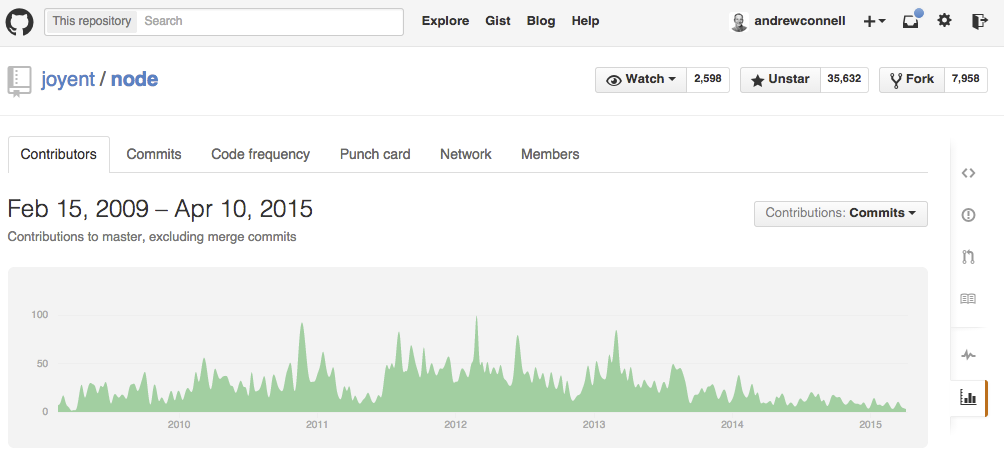 This repository Search Explore Gist Blog Help andrewconnell
joyent / node Watch 2,598 Unstar 35,632 Fork 7,958
Contributors Commits Code frequency Punch card Network Members
Feb 15, 2009 – Apr 10, 2015
Contributions: Commits
Contributions to master, excluding merge commits
100
50
0
2010 2011 2012 2013 2014 2015